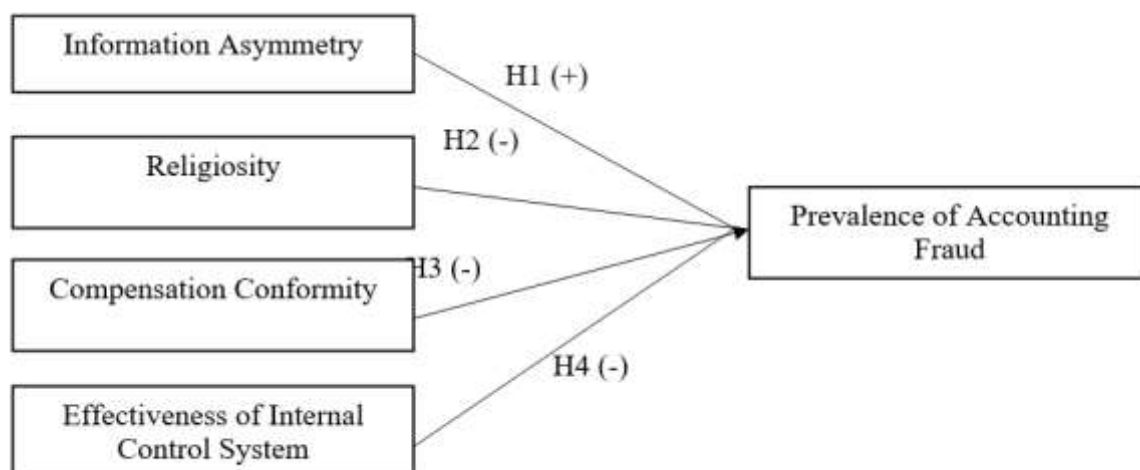 Information Asymmetry
H1 (+)
H2 (-)
Religiosity
Prevalence of Accounting
Fraud
H3 (-)
Compensation Conformity
H4 (-)
Effectiveness of Internal
Control System